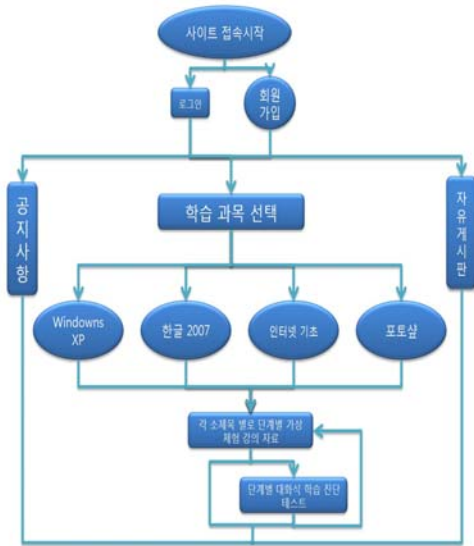 사이트 접속시작
로그인
회원
가입
공지사항
학습 과목 선택
자유게시판
Windowns
XP
한글 2007
인터넷 기초
포토샾
각 소제목 별로 단계별 가상
체험 강의 자료
단계별 대화식 학습 진단
테스트